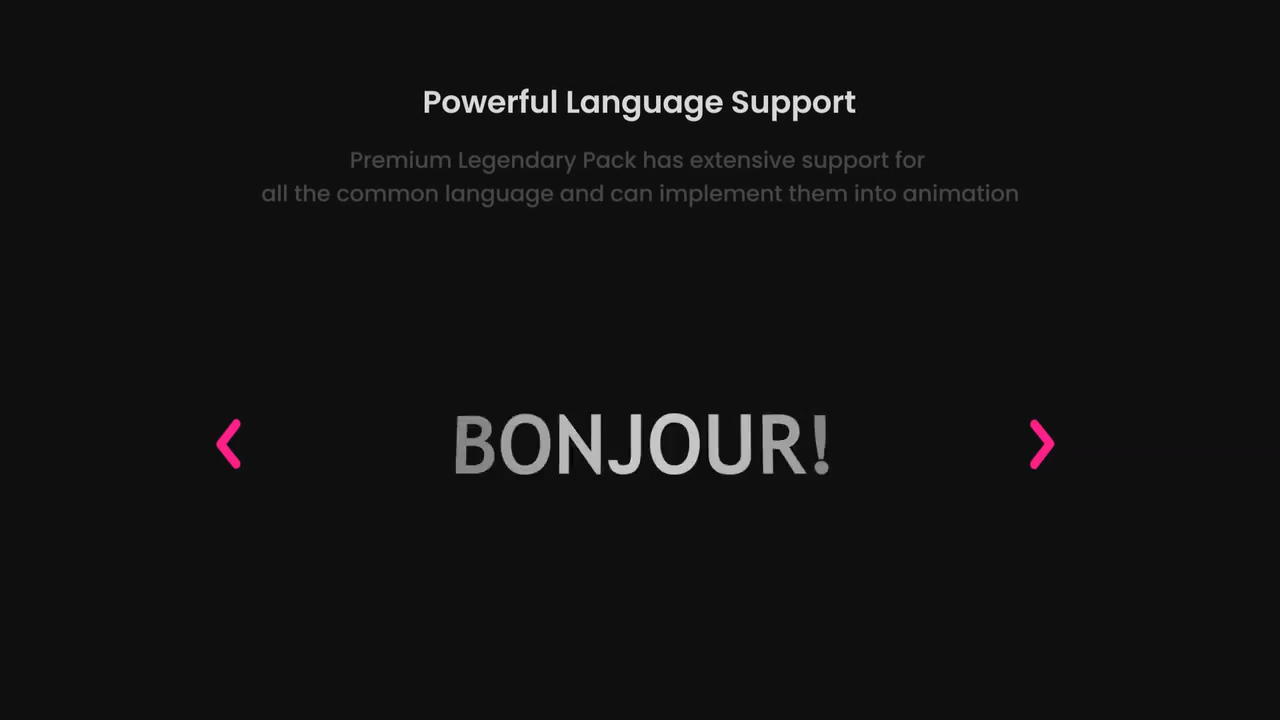 Powerful Language Support
Premium Legendary Pack has extensive support for
all the common language and can implement them into animation
BONJOUR!